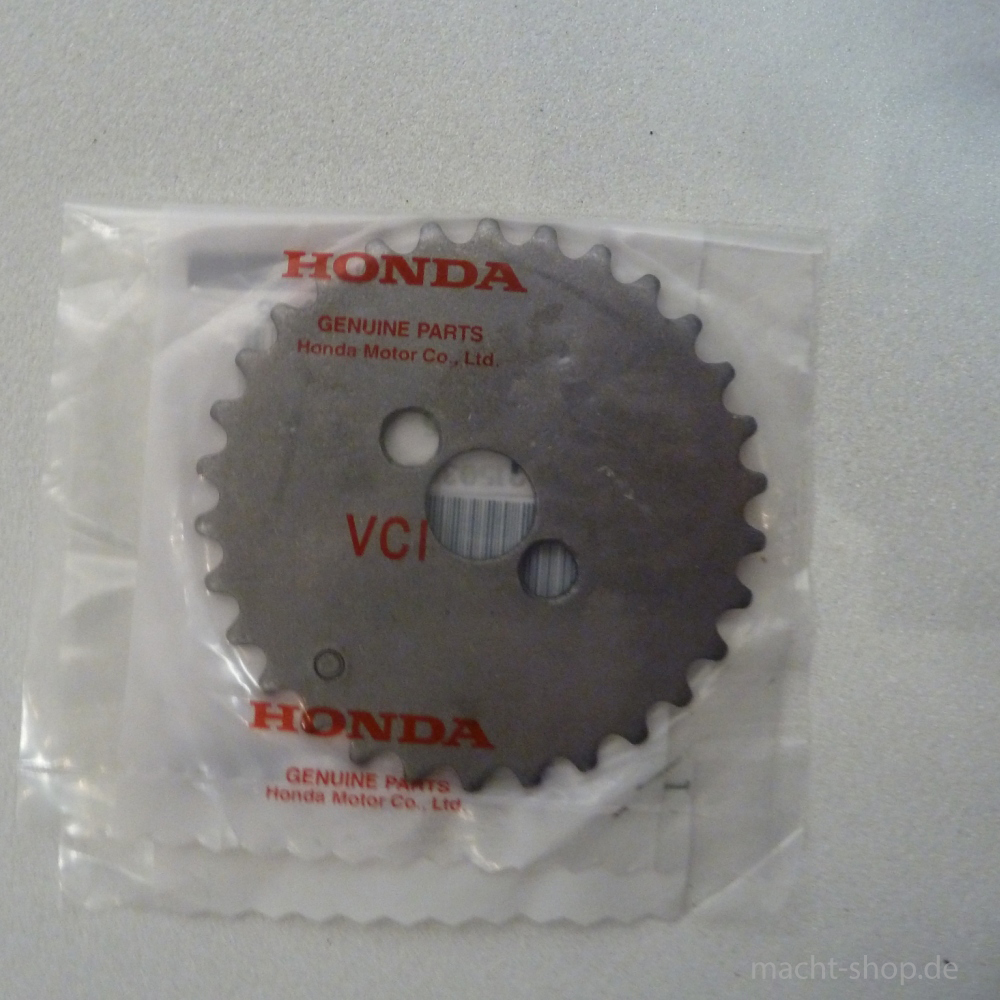 HONDA
GENUINE PARTS
Honda Motor Co., Ltd.
VCI
HONDA
GENUINE PARTS
Honda Motor Co., Ltd.
macht-shop.de